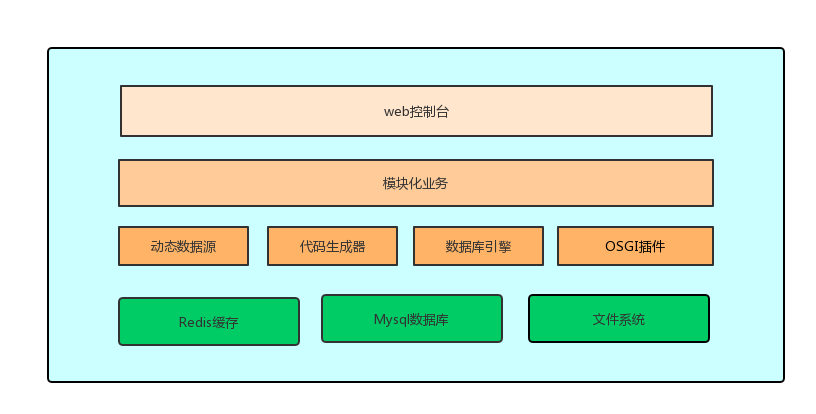 web控制台
模块化业务
动态数据源
代码生成器
数据库引擎
OSGI插件
Redis缓存
Mysql数据库
文件系统